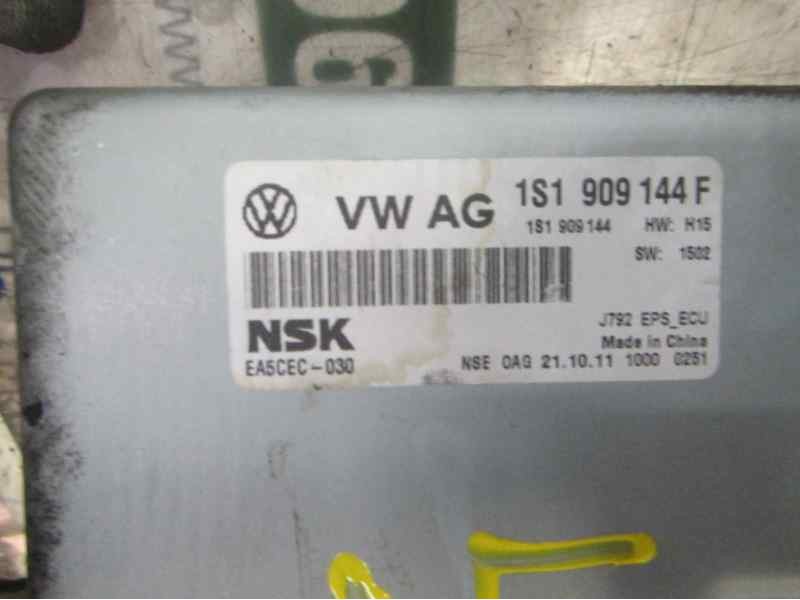 VW AG 1S1 909 144 F
1S1 909 144 HW: H15
SW: 1502
NSK J792 EPS_ECU
Made in China
EA5CEC-030 NSE OAG 21.10.11 1000 0251